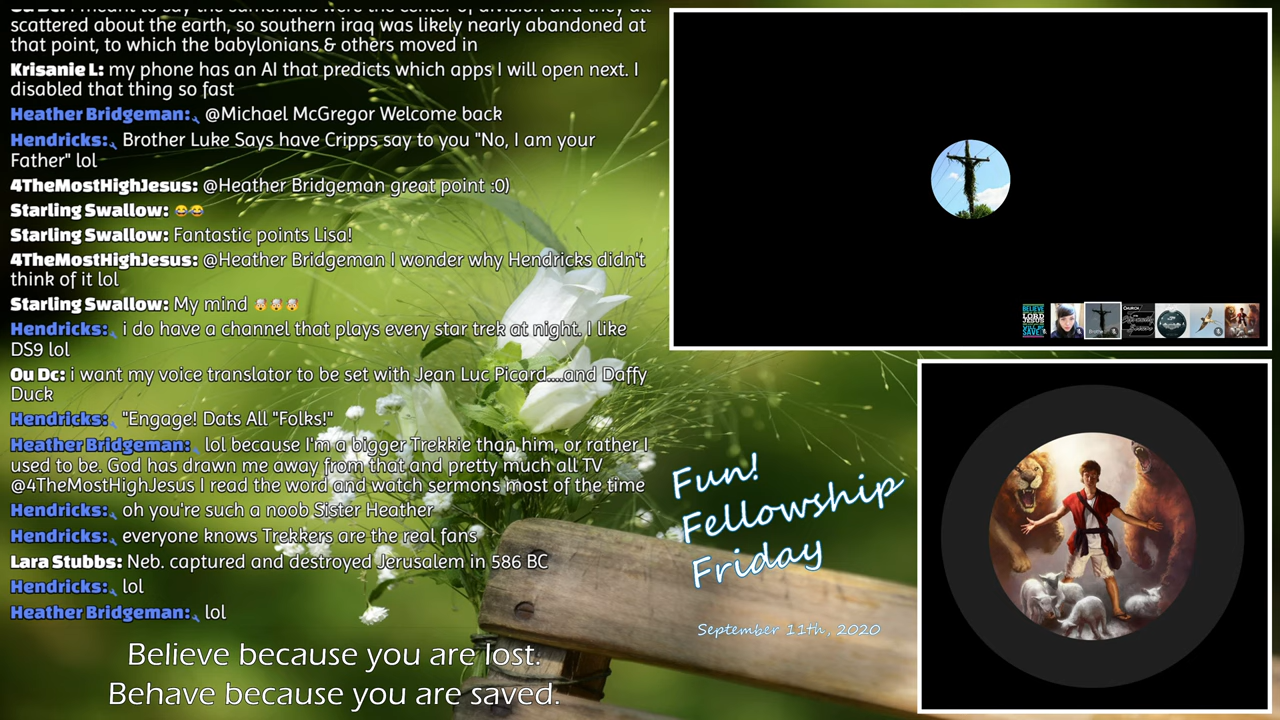 scattered about the earth, so southern iraq was likely nearly abandoned at
that point, to which the babylonians & others moved in
Krisanie L: my phone has an AI that predicts which apps I will open next. I
disabled that thing so fast
Heather Bridgeman: @Michael McGregor Welcome back
Hendricks: Brother Luke Says have Cripps say to you "No, I am your
Father" lol
4TheMostHighJesus: @Heather Bridgeman great point :0)
Starling Swallow: 😂😂
Starling Swallow: Fantastic points Lisa!
4TheMostHighJesus: @Heather Bridgeman I wonder why Hendricks didn't
think of it lol
Starling Swallow: My mind 🤯🤯🤯
Hendricks: i do have a channel that plays every star trek at night. I like
DS9 lol
Ou Dc: i want my voice translator to be set with Jean Luc Picard....and Daffy
Duck
Hendricks: "Engage! Dats All "Folks!"
Heather Bridgeman: lol because I'm a bigger Trekkie than him, or rather I
used to be. God has drawn me away from that and pretty much all TV
@4TheMostHighJesus I read the word and watch sermons most of the time
Hendricks: oh you're such a noob Sister Heather
Hendricks: everyone knows Trekkers are the real fans
Lara Stubbs: Neb. captured and destroyed Jerusalem in 586 BC
Hendricks: lol
Heather Bridgeman: lol
Believe because you are lost.
Behave because you are saved.
BELIEVE
LORD
JESUS
SAVE
CHURCH
Fun!
Fellowship
Friday
September 11th, 2020